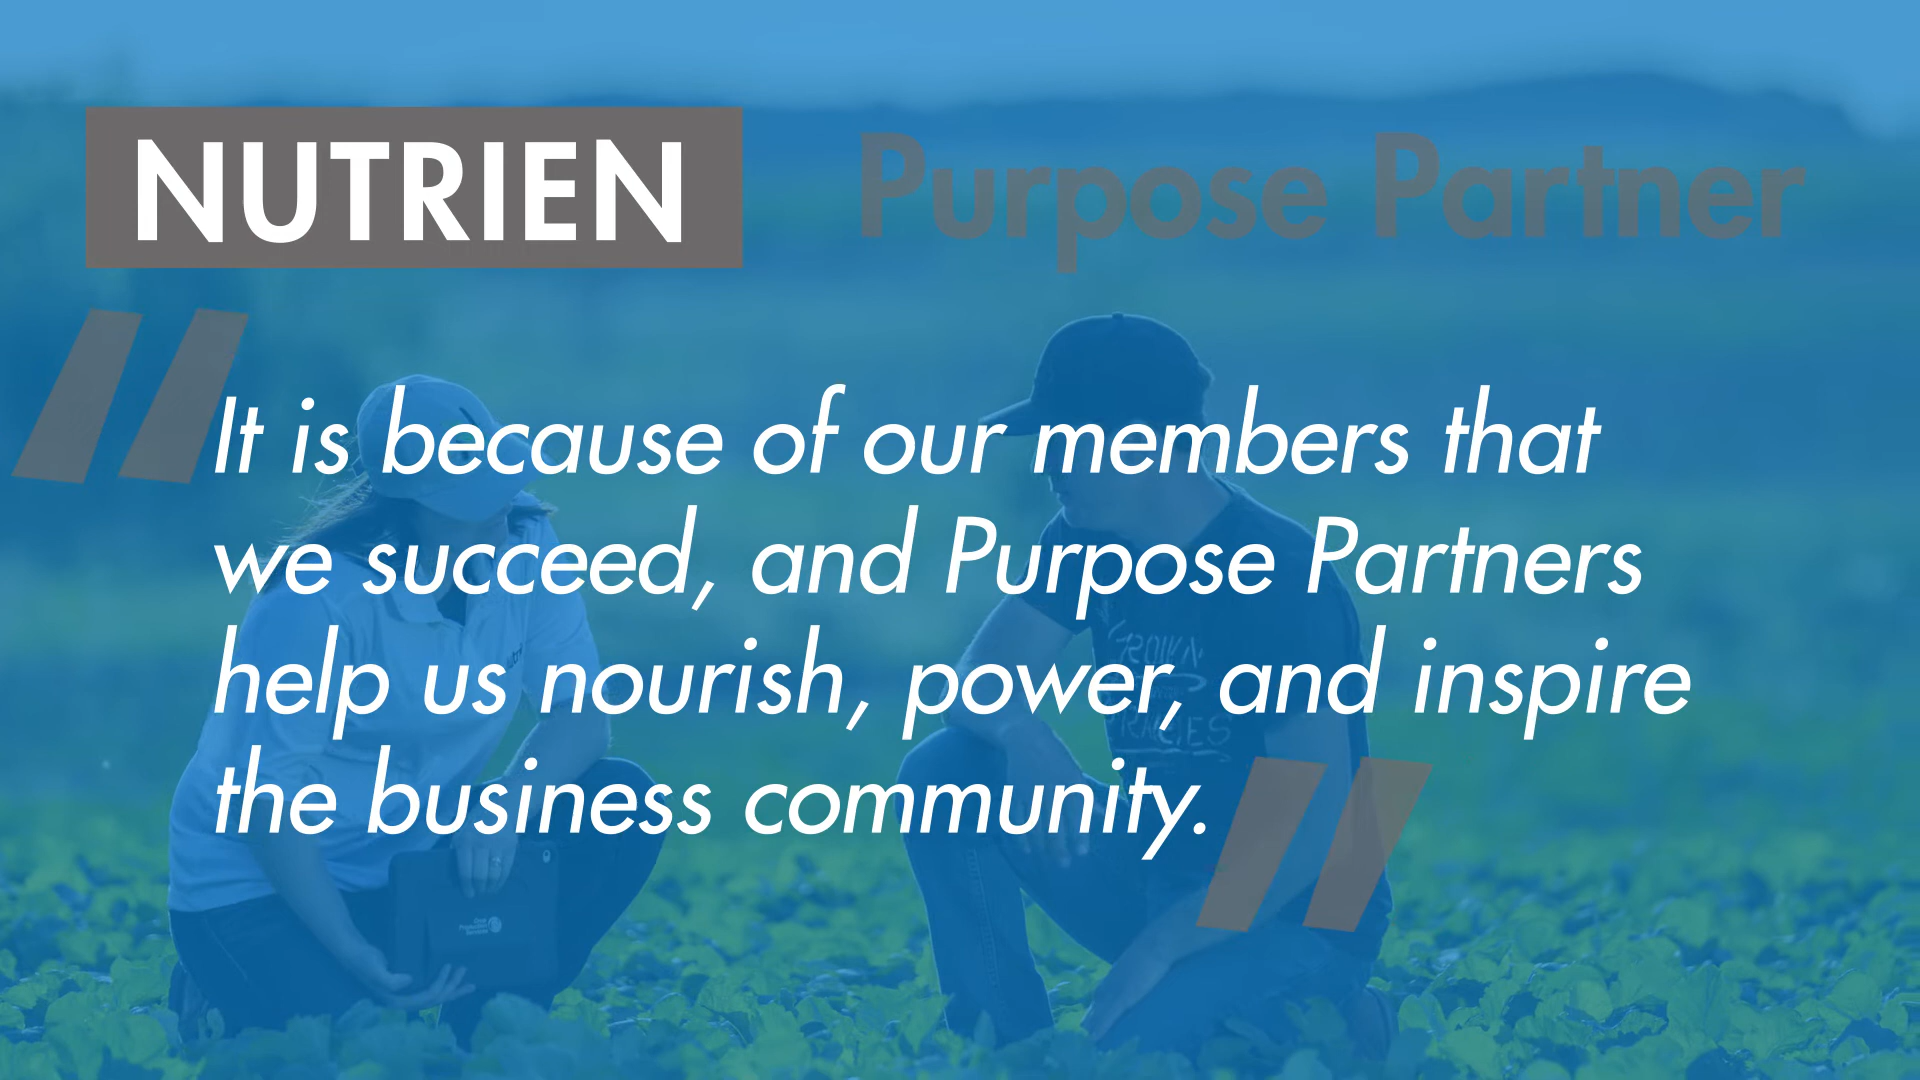 NUTRIEN Purpose Partner
"It is because of our members that
we succeed, and Purpose Partners
help us nourish, power, and inspire
the business community."